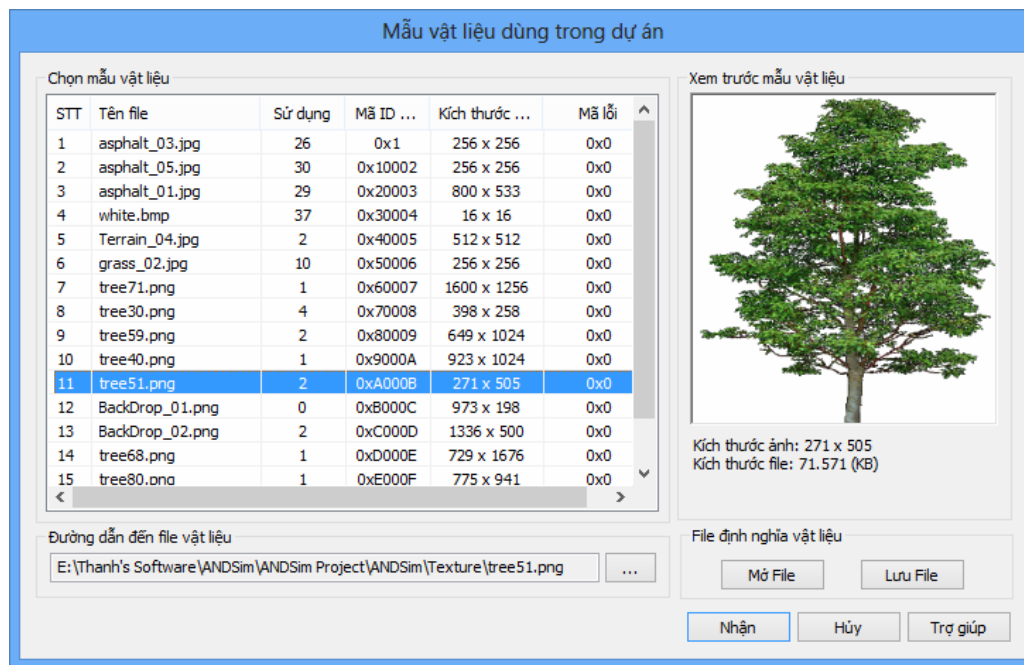 Mẫu vật liệu dùng trong dự án
Chọn mẫu vật liệu
STT Tên file Sử dụng Mã ID ... Kích thước ... Mã lỗi
1 asphalt_03.jpg 26 0x1 256 x 256 0x0
2 asphalt_05.jpg 30 0x10002 256 x 256 0x0
3 asphalt_01.jpg 29 0x20003 800 x 533 0x0
4 white.bmp 37 0x30004 16 x 16 0x0
5 Terrain_04.jpg 2 0x40005 512 x 512 0x0
6 grass_02.jpg 10 0x50006 256 x 256 0x0
7 tree71.png 1 0x60007 1600 x 1256 0x0
8 tree30.png 4 0x70008 398 x 258 0x0
9 tree59.png 2 0x80009 649 x 1024 0x0
10 tree40.png 1 0x9000A 923 x 1024 0x0
11 tree51.png 2 0xA000B 271 x 505 0x0
12 BackDrop_01.png 0 0xB000C 973 x 198 0x0
13 BackDrop_02.png 2 0xC000D 1336 x 500 0x0
14 tree68.png 1 0xD000E 729 x 1676 0x0
15 tree80.png 1 0xE000F 775 x 941 0x0
Đường dẫn đến file vật liệu
E:\Thanh's Software\ANDSim\ANDSim Project\ANDSim\Texture\tree51.png ...
Xem trước mẫu vật liệu
Kích thước ảnh: 271 x 505
Kích thước file: 71.571 (KB)
File định nghĩa vật liệu
Mở File Lưu File
Nhận Hủy Trợ giúp